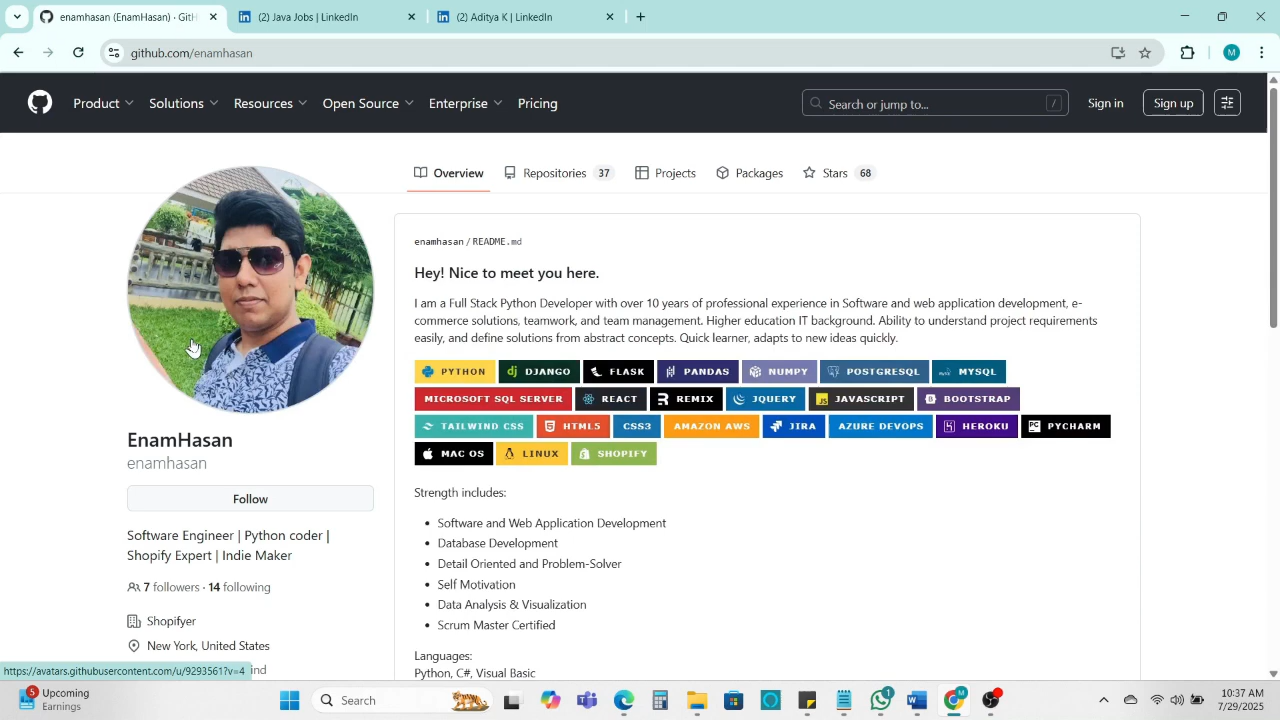 enamhasan (EnamHasan) · GitH
(2) Java Jobs | LinkedIn
(2) Aditya K | LinkedIn
github.com/enamhasan
M
Product
Solutions
Resources
Open Source
Enterprise
Pricing
Search or jump to...
/
Sign in
Sign up
Overview
Repositories 37
Projects
Packages
Stars 68
enamhasan / README.md
Hey! Nice to meet you here.
I am a Full Stack Python Developer with over 10 years of professional experience in Software and web application development, e-
commerce solutions, teamwork, and team management. Higher education IT background. Ability to understand project requirements
easily, and define solutions from abstract concepts. Quick learner, adapts to new ideas quickly.
PYTHON DJANGO FLASK PANDAS NUMPY POSTGRESQL MYSQL
MICROSOFT SQL SERVER REACT REMIX JQUERY JAVASCRIPT BOOTSTRAP
TAILWIND CSS HTML5 CSS3 AMAZON AWS JIRA AZURE DEVOPS HEROKU PYCHARM
MAC OS LINUX SHOPIFY
Strength includes:
• Software and Web Application Development
• Database Development
• Detail Oriented and Problem-Solver
• Self Motivation
• Data Analysis & Visualization
• Scrum Master Certified
Languages:
Python, C#, Visual Basic
EnamHasan
enamhasan
Follow
Software Engineer | Python coder |
Shopify Expert | Indie Maker
7 followers · 14 following
Shopifyer
New York, United States
https://avatars.githubusercontent.com/u/9293561?v=4
5
Upcoming
Earnings
Search
1
M
10:37 AM
7/29/2025